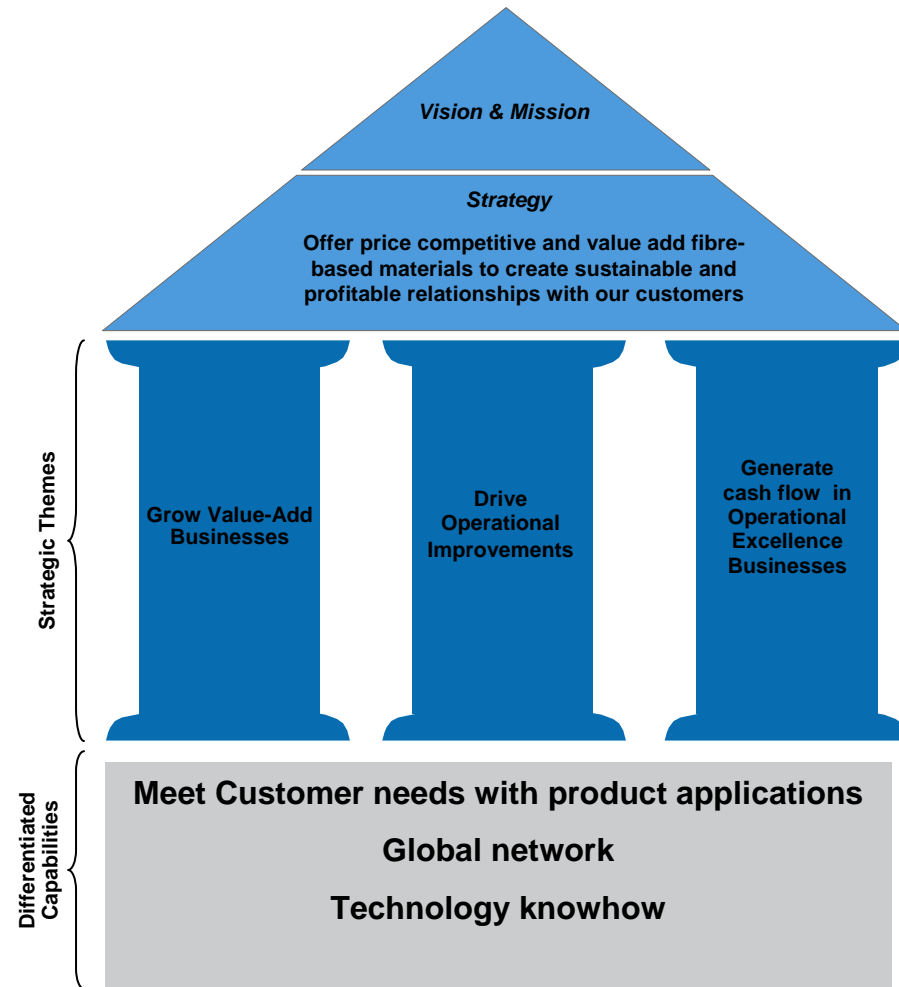 Vision & Mission
Strategy
Offer price competitive and value add fibre-
based materials to create sustainable and
profitable relationships with our customers
Strategic Themes
Grow Value-Add
Businesses
Drive
Operational
Improvements
Generate
cash flow in
Operational
Excellence
Businesses
Differentiated
Capabilities
Meet Customer needs with product applications
Global network
Technology knowhow